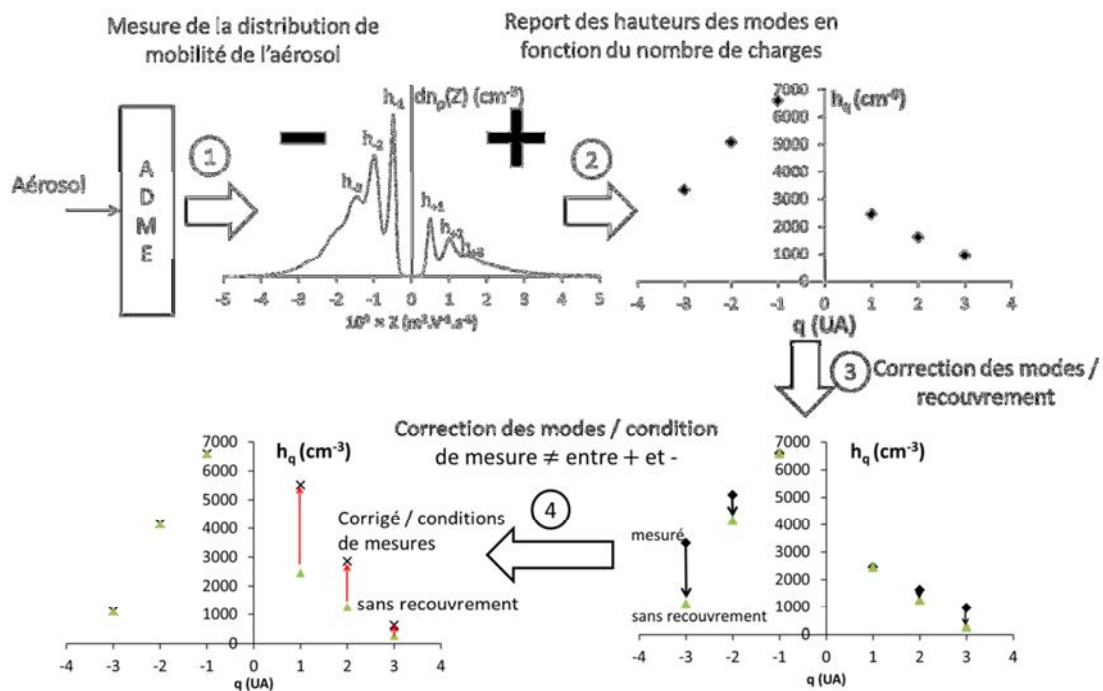 Mesure de la distribution de
mobilité de l'aérosol
Report des hauteurs des modes en
fonction du nombre de charges
Aérosol
A
D
M
E
1
−
h-3
h-2
h-1
dnp(Z) (cm-3)
+
h+1
h+2
h+3
-5 -4 -3 -2 -1 0 1 2 3 4 5
2
hq (cm-3)
7000
6000
5000
4000
3000
2000
1000
0
-4 -3 -2 -1 0 1 2 3 4
q (UA)
3
Correction des modes /
recouvrement
Correction des modes / condition
de mesure ≠ entre + et -
7000
6000
5000
4000
3000
2000
1000
0
hq (cm-3)
Corrigé / conditions
de mesures
sans recouvrement
-4 -3 -2 -1 0 1 2 3 4
q (UA)
4
7000
6000
5000
4000
3000
2000
1000
0
hq (cm-3)
mesuré
sans recouvrement
-4 -3 -2 -1 0 1 2 3 4
q (UA)